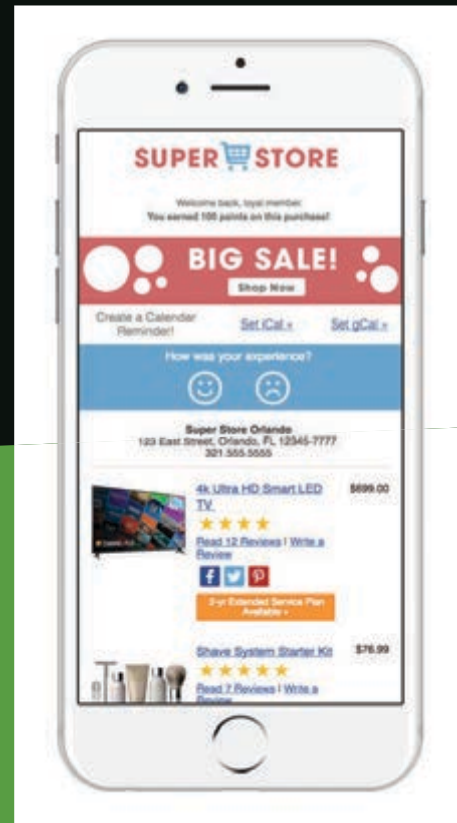 SUPER STORE
Welcome back, loyal member.
You earned 100 points on this purchase!
BIG SALE!
Shop Now
Create a Calendar
Reminder!
Set iCal »
Set gCal »
How was your experience?
Super Store Orlando
123 East Street, Orlando, FL 12345-7777
321.555.5555
4k Ultra HD Smart LED
TV
$699.00
Read 12 Reviews | Write a
Review
2-yr Extended Service Plan
Available »
Shave System Starter Kit
$76.99
Read 7 Reviews | Write a
Review